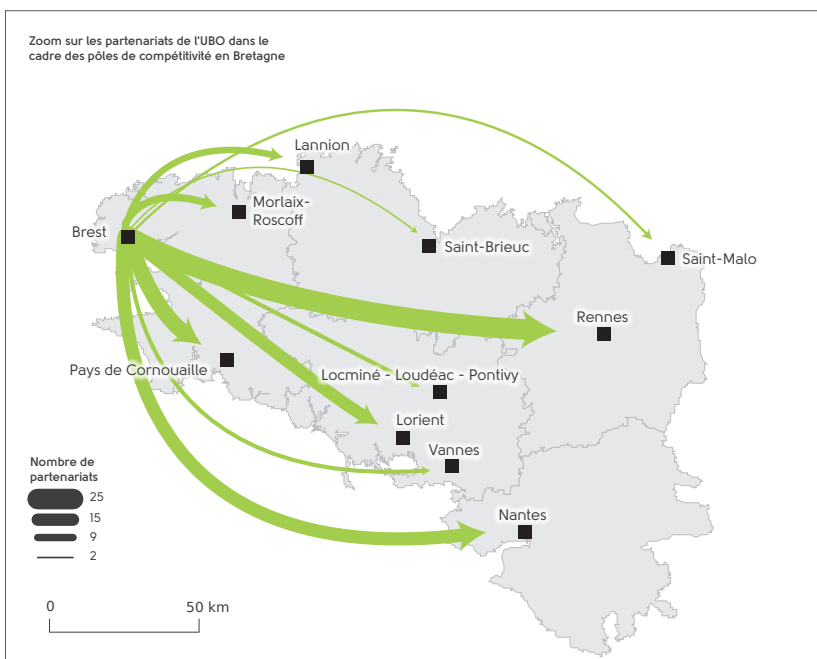 Zoom sur les partenariats de l'UBO dans le
cadre des pôles de compétitivité en Bretagne
Lannion
Morlaix-
Roscoff
Brest
Saint-Brieuc
Saint-Malo
Rennes
Pays de Cornouaille
Locminé - Loudéac - Pontivy
Lorient
Vannes
Nantes
Nombre de
partenariats
25
15
9
2
0 50 km